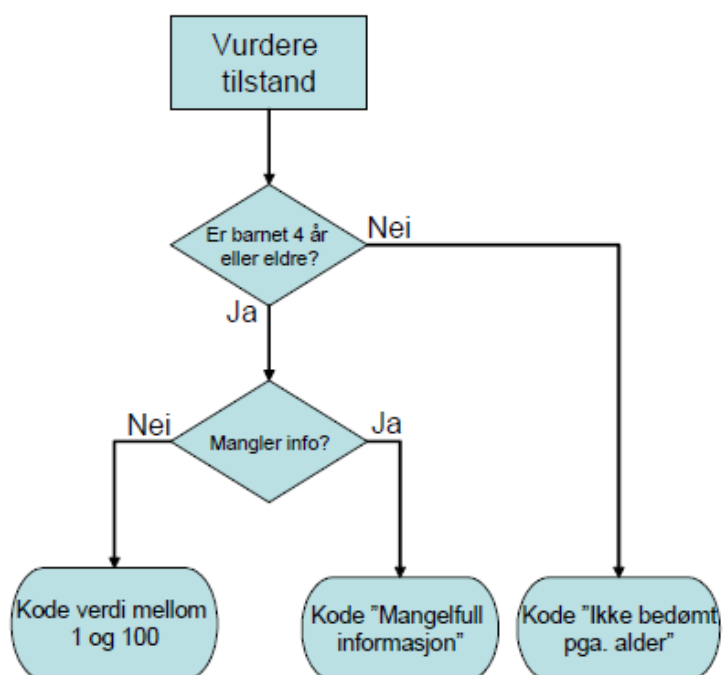 Vurdere
tilstand
Er barnet 4 år
eller eldre?
Nei
Ja
Mangler info?
Nei
Ja
Kode verdi mellom
1 og 100
Kode "Mangelfull
informasjon"
Kode "Ikke bedømt
pga. alder"